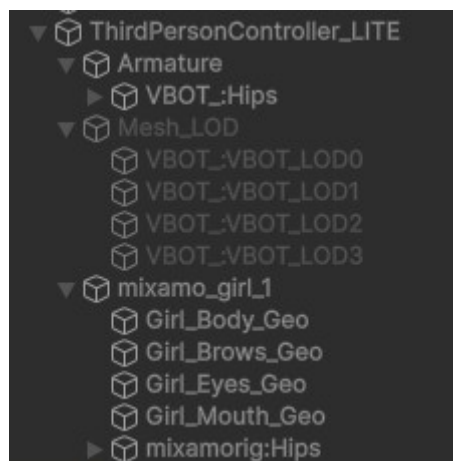 ThirdPersonController_LITE
Armature
VBOT_:Hips
Mesh_LOD
VBOT_:VBOT_LOD0
VBOT_:VBOT_LOD1
VBOT_:VBOT_LOD2
VBOT_:VBOT_LOD3
mixamo_girl_1
Girl_Body_Geo
Girl_Brows_Geo
Girl_Eyes_Geo
Girl_Mouth_Geo
mixamorig:Hips